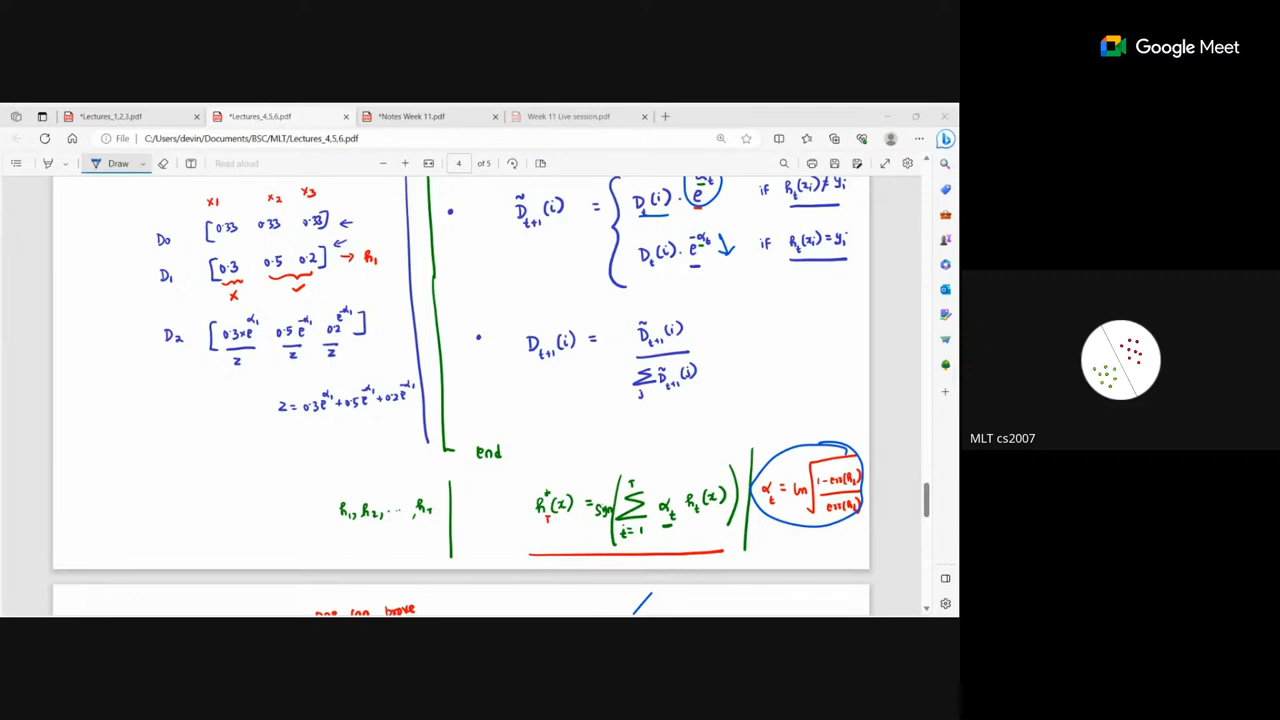 Google Meet
*Lectures_1,2,3.pdf
*Lectures_4,5,6.pdf
*Notes Week 11.pdf
Week 11 Live session.pdf
File
C:/Users/devin/Documents/BSC/MLT/Lectures_4,5,6.pdf
Draw
Read aloud
4 of 5
x1 x2 x3
D0 [0.33 0.33 0.33] ←
D1 [0.3 0.5 0.2] → h1
x ✓
D2 [0.3×e^α1/Z 0.5e^-α1/Z 0.2e^-α1/Z]
Z = 0.3e^α1 + 0.5e^-α1 + 0.2e^-α1
• D̃t+1(i) = { Dt(i) · e^αt if ht(xi) ≠ yi
Dt(i) · e^-αt ↓ if ht(xi) = yi
• Dt+1(i) = D̃t+1(i) / Σj D̃t+1(j)
end
h1, h2, ..., hT
h*T(x) = sgn(Σ t=1 T αt ht(x))
αt = ln √((1-err(ht))/err(ht))
MLT cs2007